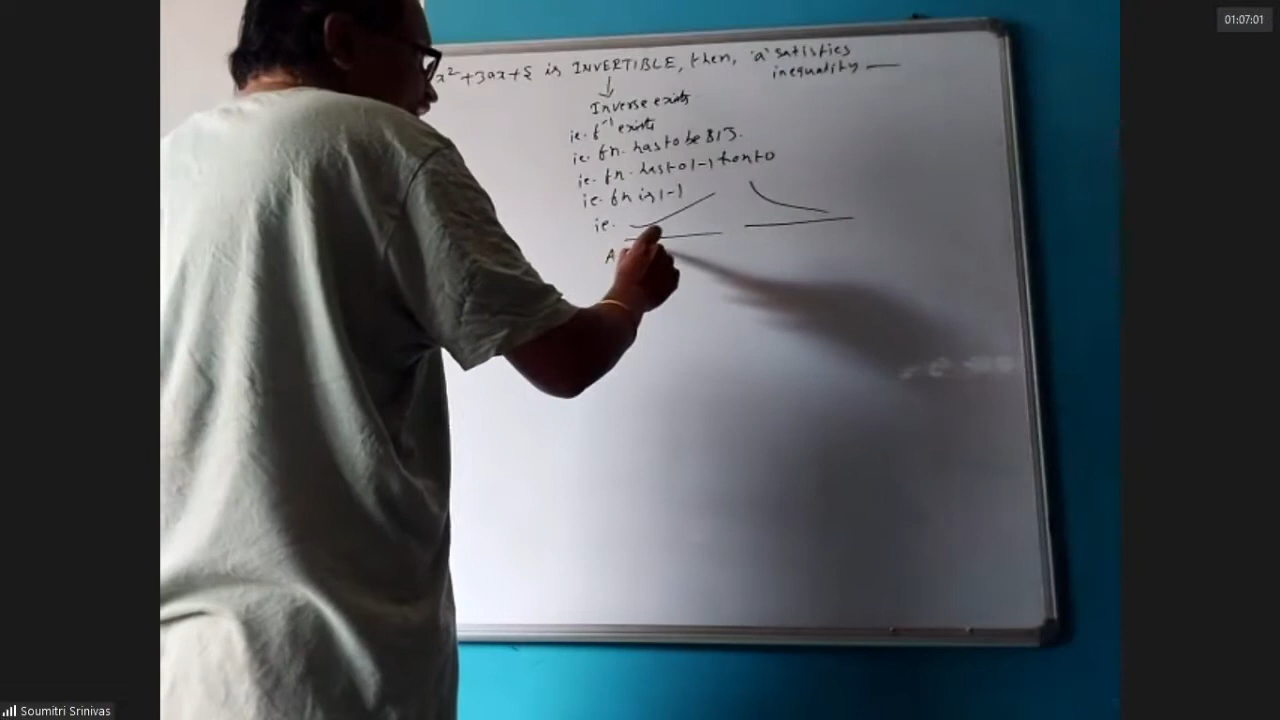 01:07:01
x²+3ax+5 is INVERTIBLE, then, 'a' satisfies
inequality —
↓
Inverse exists
ie. f⁻¹ exists
ie. fn. has to be BIJ.
ie. fn. has to 1-1 & onto
ie. fn is 1-1
ie.
A
Soumitri Srinivas